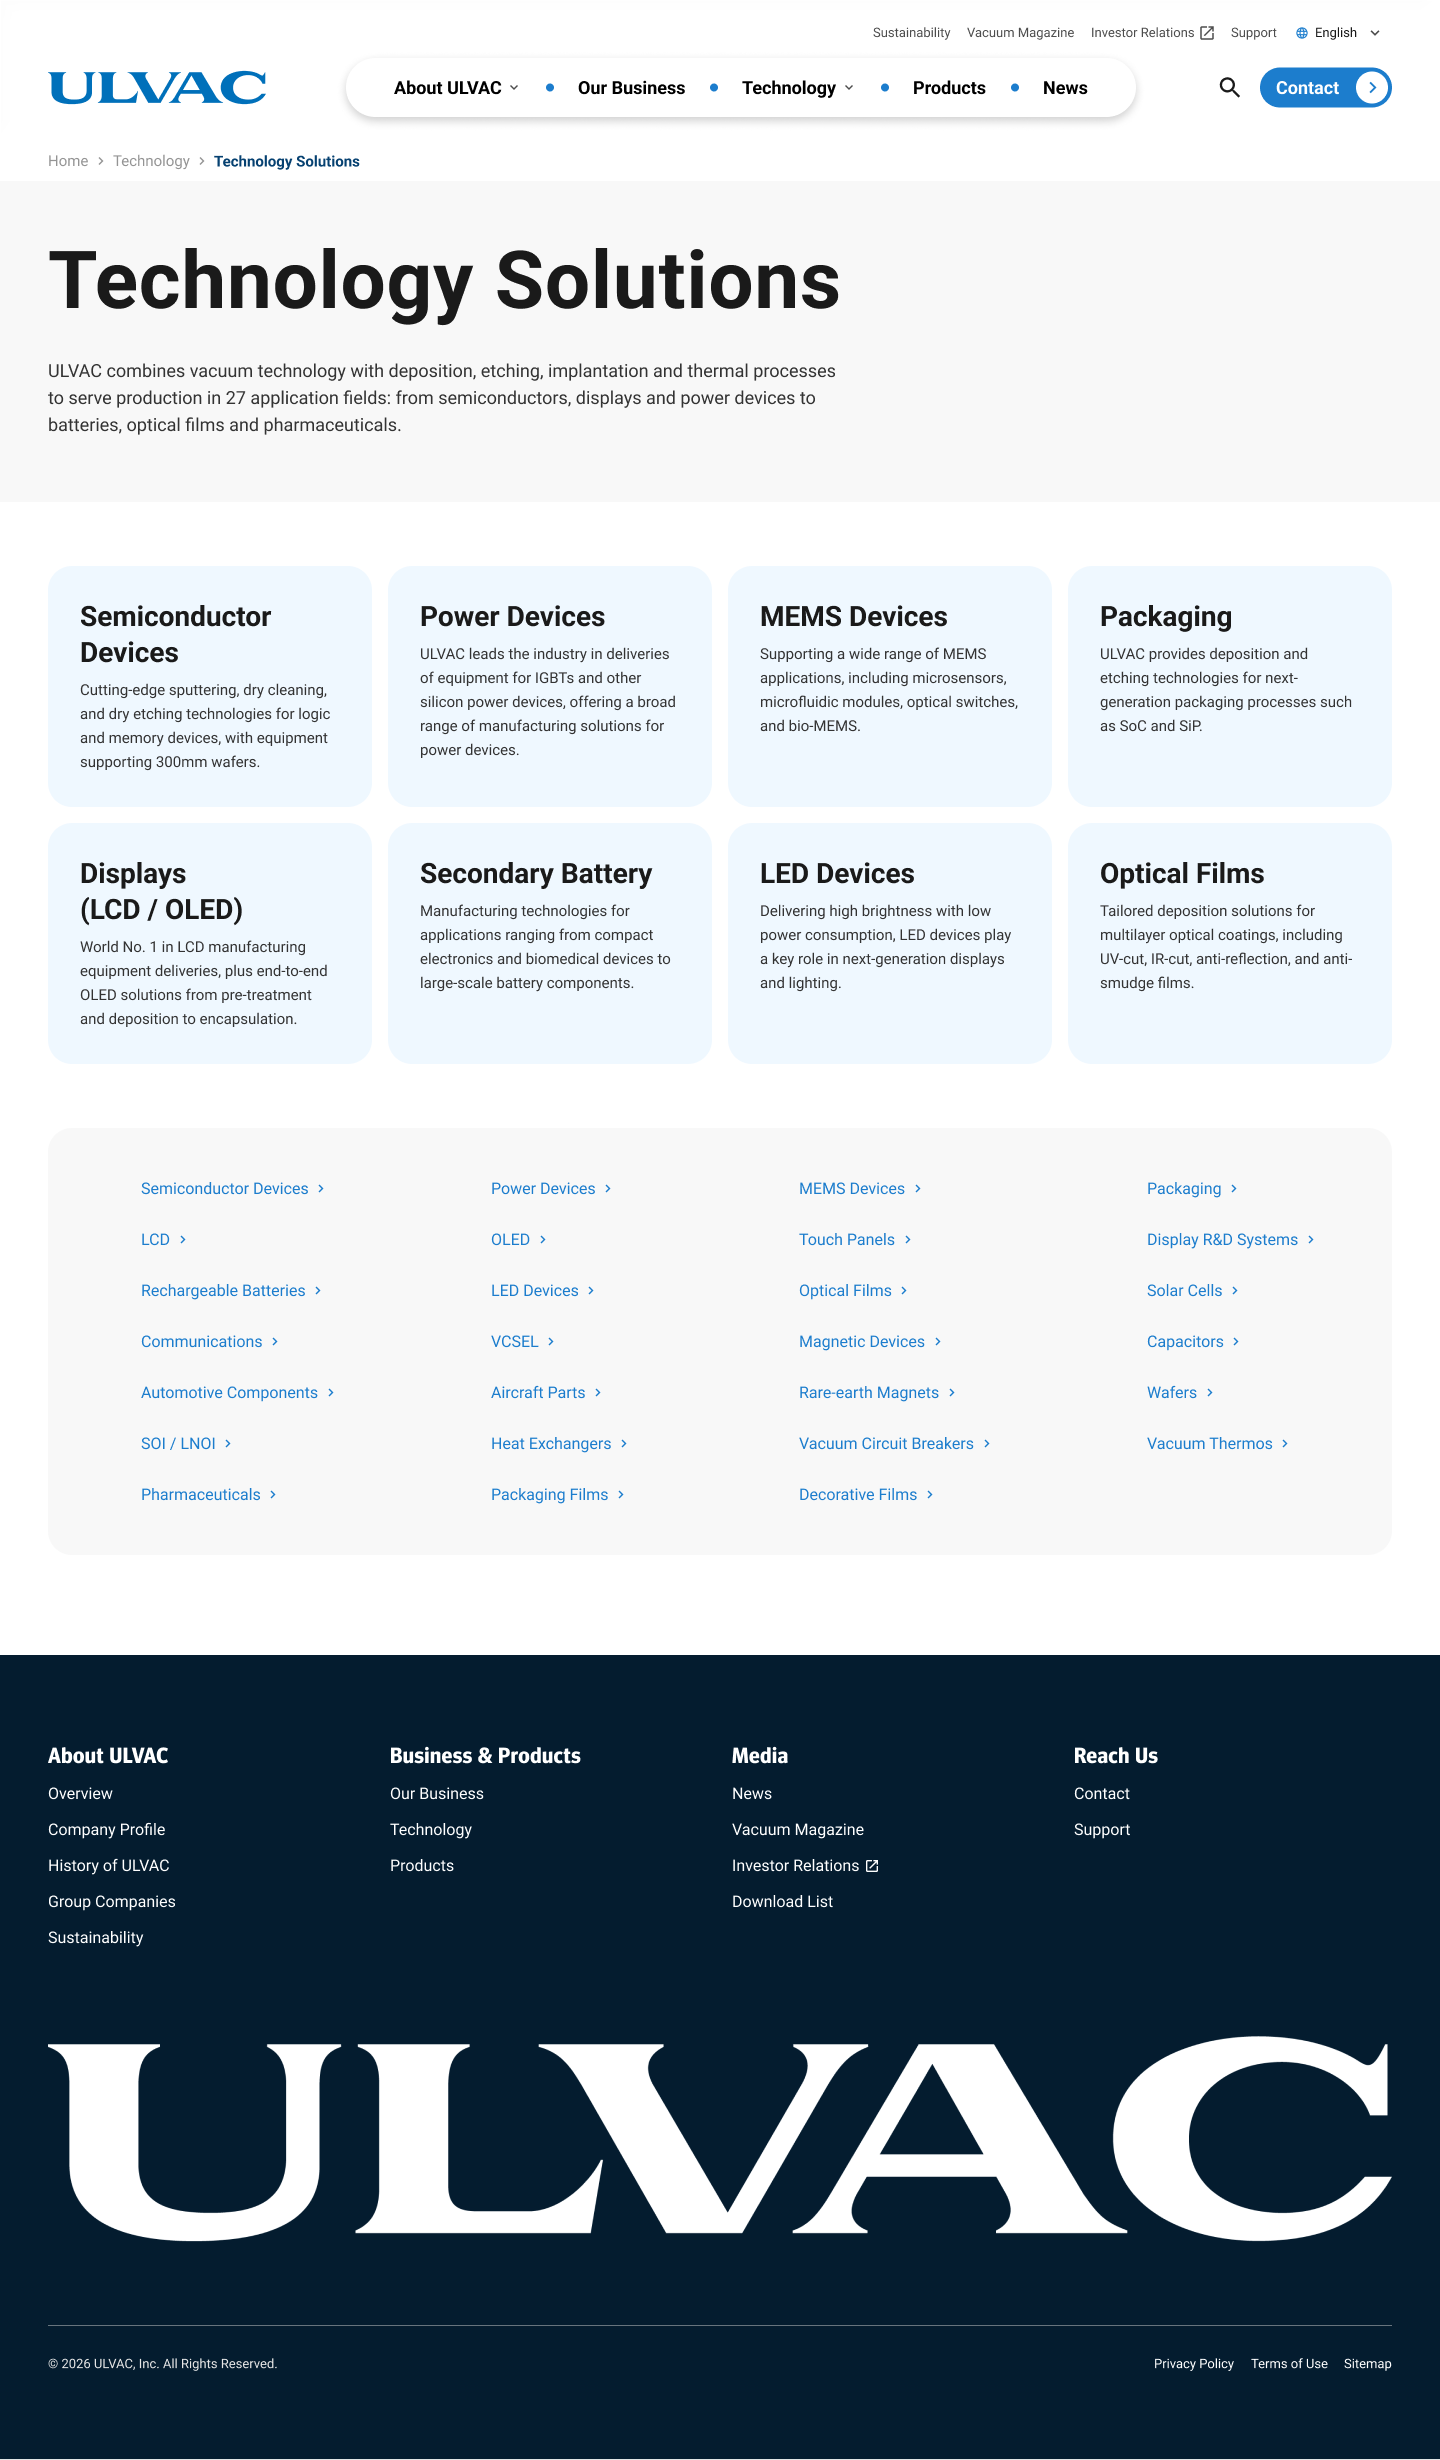 Sustainability Vacuum Magazine Investor Relations Support English
ULVAC
About ULVAC Our Business Technology Products News
Contact
Home Technology Technology Solutions
Technology Solutions
ULVAC combines vacuum technology with deposition, etching, implantation and thermal processes
to serve production in 27 application fields: from semiconductors, displays and power devices to
batteries, optical films and pharmaceuticals.
Semiconductor
Devices
Cutting-edge sputtering, dry cleaning,
and dry etching technologies for logic
and memory devices, with equipment
supporting 300mm wafers.
Power Devices
ULVAC leads the industry in deliveries
of equipment for IGBTs and other
silicon power devices, offering a broad
range of manufacturing solutions for
power devices.
MEMS Devices
Supporting a wide range of MEMS
applications, including microsensors,
microfluidic modules, optical switches,
and bio-MEMS.
Packaging
ULVAC provides deposition and
etching technologies for next-
generation packaging processes such
as SoC and SiP.
Displays
(LCD / OLED)
World No. 1 in LCD manufacturing
equipment deliveries, plus end-to-end
OLED solutions from pre-treatment
and deposition to encapsulation.
Secondary Battery
Manufacturing technologies for
applications ranging from compact
electronics and biomedical devices to
large-scale battery components.
LED Devices
Delivering high brightness with low
power consumption, LED devices play
a key role in next-generation displays
and lighting.
Optical Films
Tailored deposition solutions for
multilayer optical coatings, including
UV-cut, IR-cut, anti-reflection, and anti-
smudge films.
Semiconductor Devices Power Devices MEMS Devices Packaging
LCD OLED Touch Panels Display R&D Systems
Rechargeable Batteries LED Devices Optical Films Solar Cells
Communications VCSEL Magnetic Devices Capacitors
Automotive Components Aircraft Parts Rare-earth Magnets Wafers
SOI / LNOI Heat Exchangers Vacuum Circuit Breakers Vacuum Thermos
Pharmaceuticals Packaging Films Decorative Films
About ULVAC
Overview
Company Profile
History of ULVAC
Group Companies
Sustainability
Business & Products
Our Business
Technology
Products
Media
News
Vacuum Magazine
Investor Relations
Download List
Reach Us
Contact
Support
ULVAC
© 2026 ULVAC, Inc. All Rights Reserved.
Privacy Policy Terms of Use Sitemap